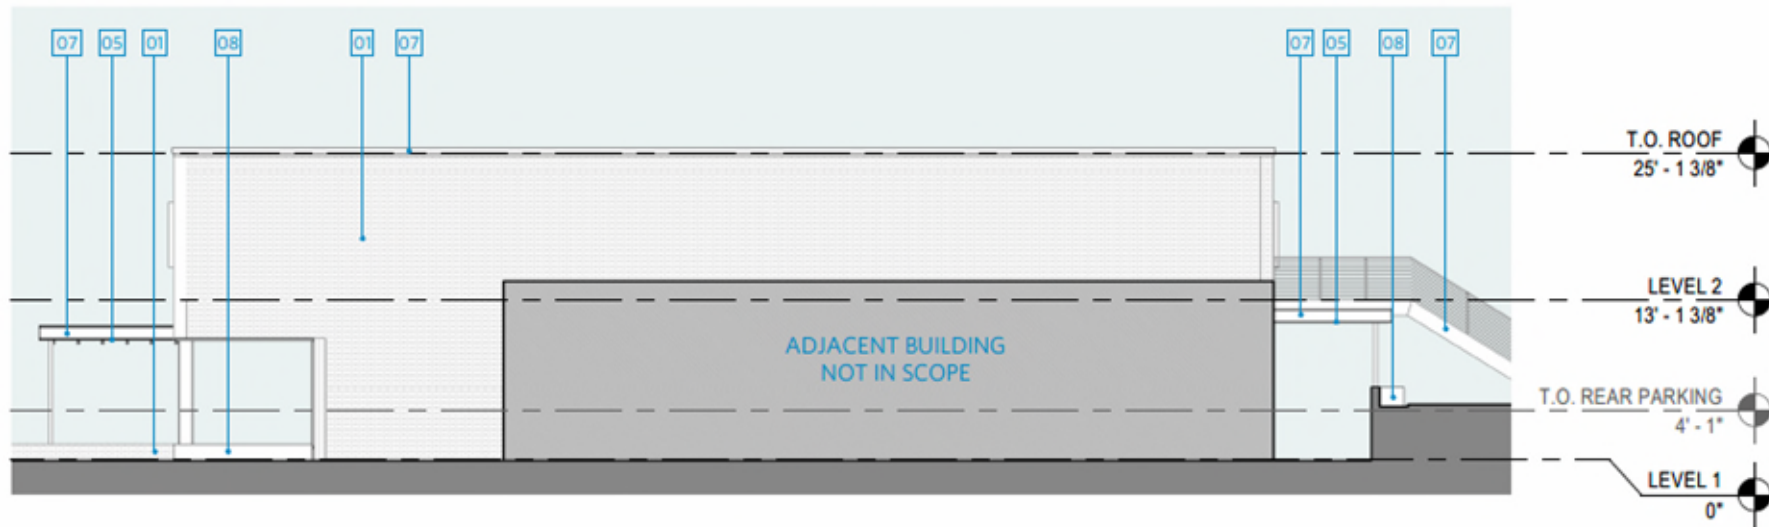 07 05 01 08 01 07 07 05 08 07
T.O. ROOF
25' - 1 3/8"
LEVEL 2
13' - 1 3/8"
ADJACENT BUILDING
NOT IN SCOPE
T.O. REAR PARKING
4' - 1"
LEVEL 1
0"